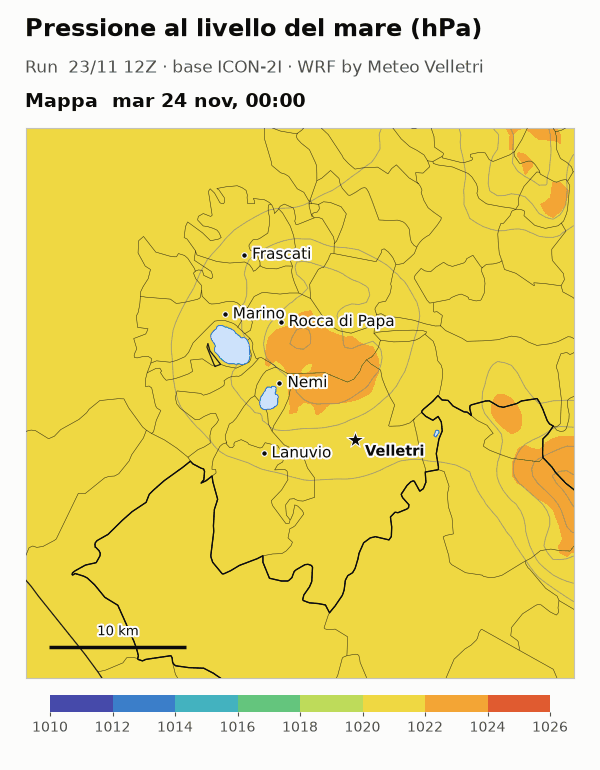 Pressione al livello del mare (hPa)
Run  23/11 12Z · base ICON-2I · WRF by Meteo Velletri
Mappa  mar 24 nov, 00:00
Frascati
Marino
Rocca di Papa
Nemi
Velletri
Lanuvio
10 km
1010 1012 1014 1016 1018 1020 1022 1024 1026